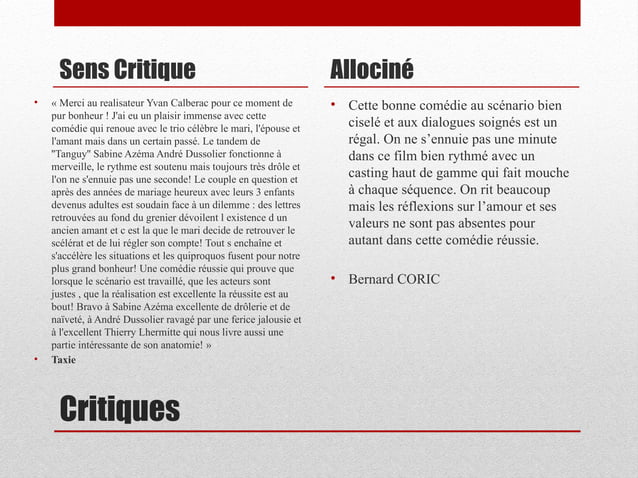 Sens Critique
• « Merci au realisateur Yvan Calberac pour ce moment de
pur bonheur ! J'ai eu un plaisir immense avec cette
comédie qui renoue avec le trio célèbre le mari, l'épouse et
l'amant mais dans un certain passé. Le tandem de
"Tanguy" Sabine Azéma André Dussolier fonctionne à
merveille, le rythme est soutenu mais toujours très drôle et
l'on ne s'ennuie pas une seconde! Le couple en question et
après des années de mariage heureux avec leurs 3 enfants
devenus adultes est soudain face à un dilemme : des lettres
retrouvées au fond du grenier dévoilent l existence d un
ancien amant et c est la que le mari decide de retrouver le
scélérat et de lui régler son compte! Tout s enchaîne et
s'accélère les situations et les quiproquos fusent pour notre
plus grand bonheur! Une comédie réussie qui prouve que
lorsque le scénario est travaillé, que les acteurs sont
justes , que la réalisation est excellente la réussite est au
bout! Bravo à Sabine Azéma excellente de drôlerie et de
naïveté, à André Dussolier ravagé par une ferice jalousie et
à l'excellent Thierry Lhermitte qui nous livre aussi une
partie intéressante de son anatomie! »
• Taxie
Allociné
• Cette bonne comédie au scénario bien
ciselé et aux dialogues soignés est un
régal. On ne s’ennuie pas une minute
dans ce film bien rythmé avec un
casting haut de gamme qui fait mouche
à chaque séquence. On rit beaucoup
mais les réflexions sur l’amour et ses
valeurs ne sont pas absentes pour
autant dans cette comédie réussie.
• Bernard CORIC
Critiques